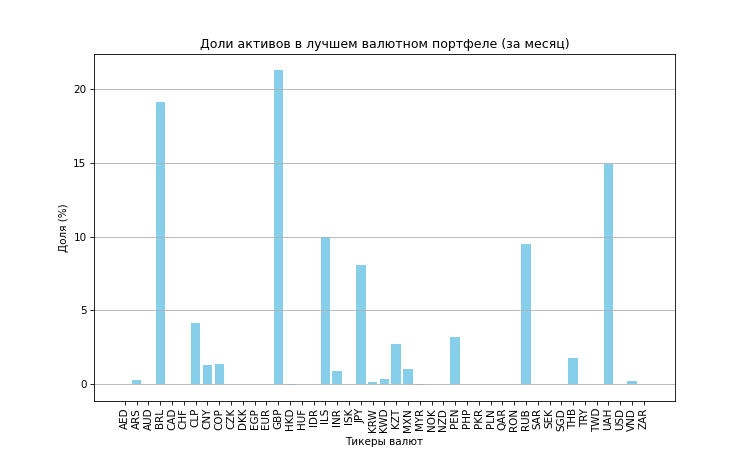 Доли активов в лучшем валютном портфеле (за месяц)
Доля (%)
20
15
10
5
0
AED ARS AUD BRL CAD CHF CLP CNY COP CZK DKK EGP EUR GBP HKD HUF IDR ILS INR ISK JPY KRW KWD KZT MXN MYR NOK NZD PEN PHP PKR PLN QAR RON RUB SAR SEK SGD THB TRY TWD UAH USD VND ZAR
Тикеры валют